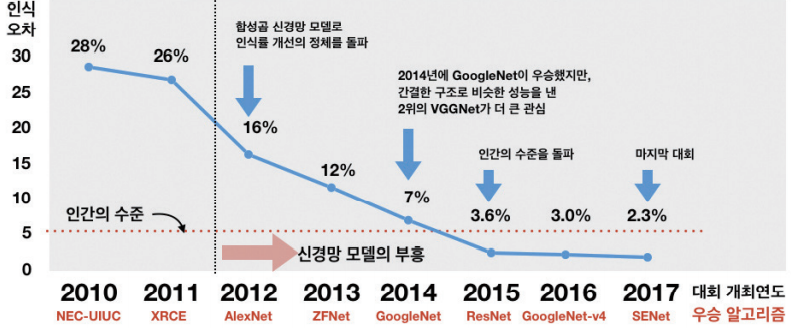 인식
오차
30
25
20
15
10
5
0
28%
26%
합성곱 신경망 모델로
인식률 개선의 정체를 돌파
16%
12%
2014년에 GoogleNet이 우승했지만,
간결한 구조로 비슷한 성능을 낸
2위의 VGGNet가 더 큰 관심
7%
인간의 수준을 돌파
3.6%
3.0%
마지막 대회
2.3%
인간의 수준
신경망 모델의 부흥
2010 2011 2012 2013 2014 2015 2016 2017 대회 개최연도
NEC-UIUC XRCE AlexNet ZFNet GoogleNet ResNet GoogleNet-v4 SENet 우승 알고리즘